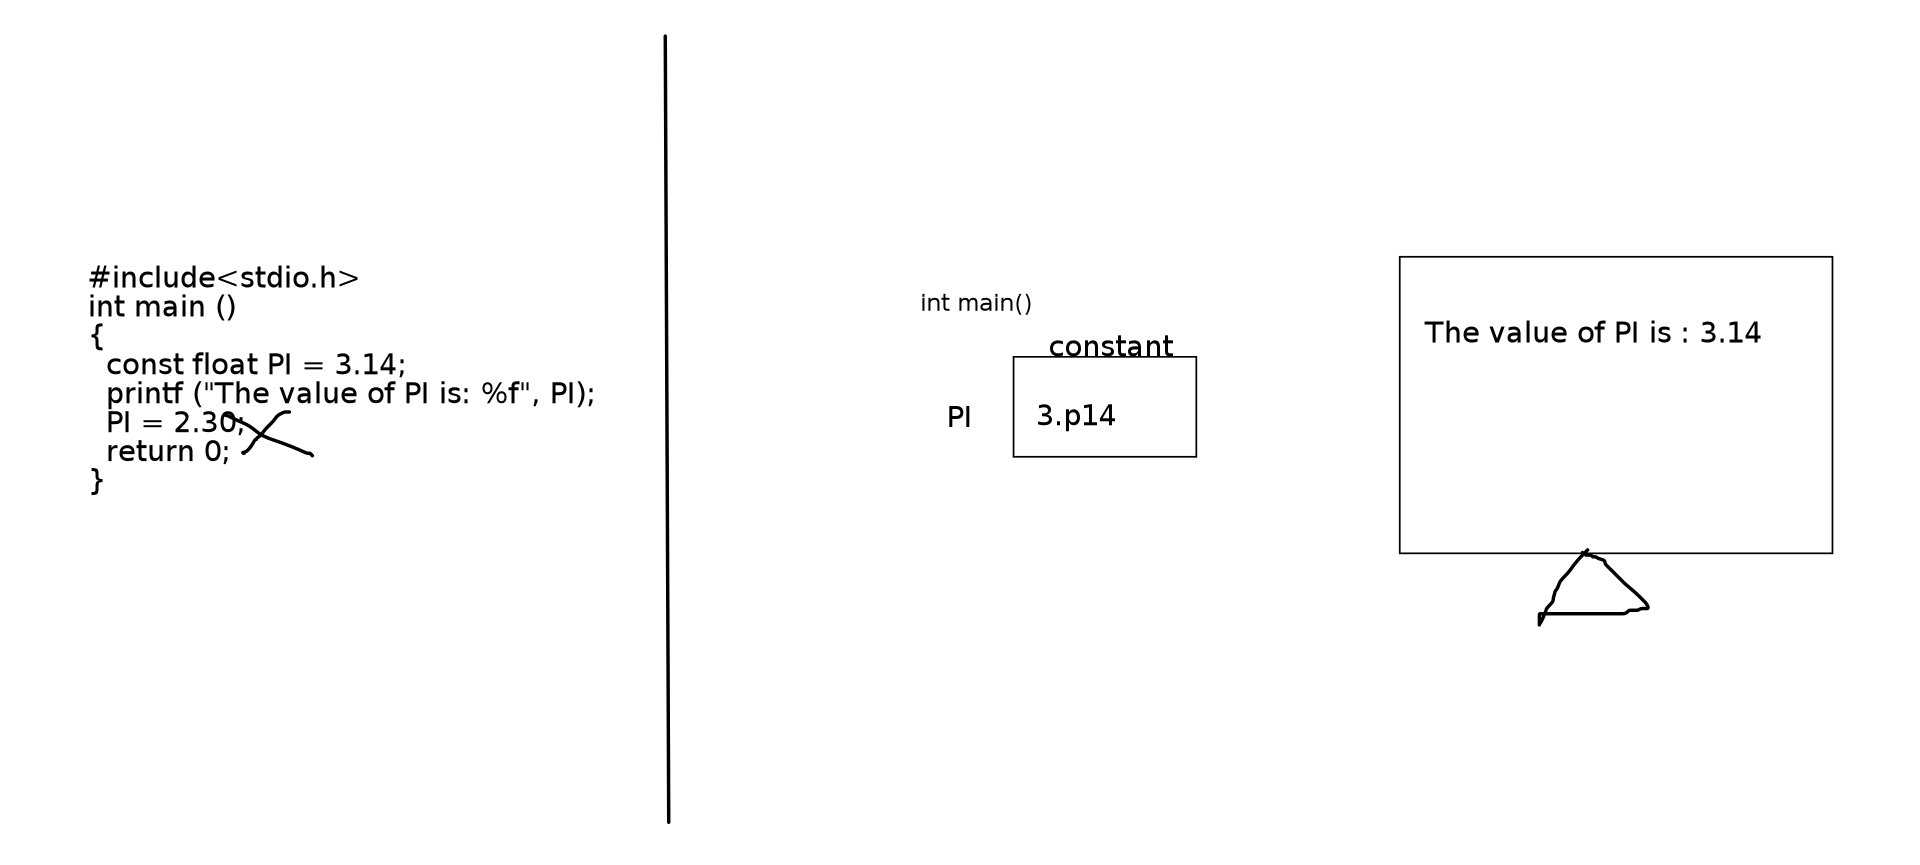 #include<stdio.h>
int main ()
{
const float PI = 3.14;
printf ("The value of PI is: %f", PI);
PI = 2.30;
return 0;
}
int main()
constant
PI
3.p14
The value of PI is : 3.14